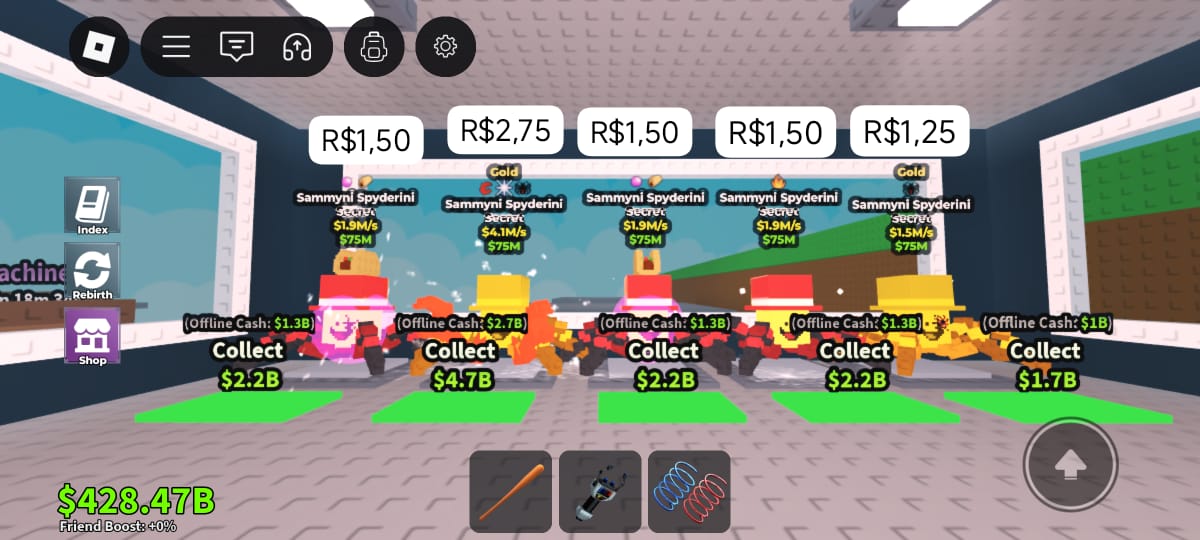 R$1,50
R$2,75
R$1,50
R$1,50
R$1,25
Sammyni Spyderini
Secret
$1.9M/s
$75M
Gold
Sammyni Spyderini
Secret
$4.1M/s
$75M
Sammyni Spyderini
Secret
$1.9M/s
$75M
Sammyni Spyderini
Secret
$1.9M/s
$75M
Gold
Sammyni Spyderini
Secret
$1.5M/s
$75M
Index
achine
Rebirth
Shop
(Offline Cash: $1.3B)
Collect
$2.2B
(Offline Cash: $2.7B)
Collect
$4.7B
(Offline Cash: $1.3B)
Collect
$2.2B
(Offline Cash: $1.3B)
Collect
$2.2B
(Offline Cash: $1B)
Collect
$1.7B
$428.47B
Friend Boost: +0%